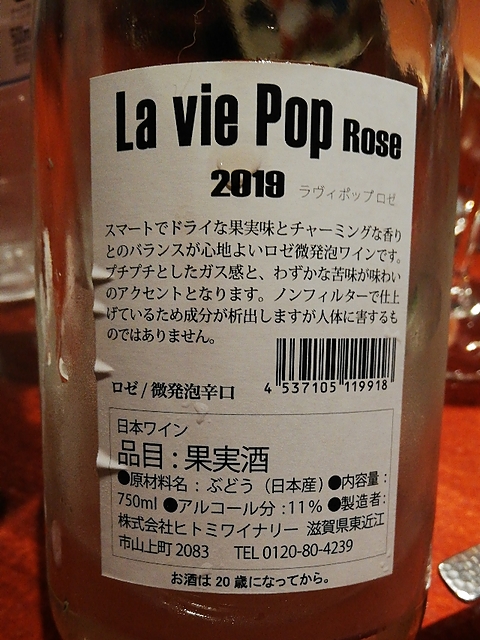 La vie Pop Rose
2019 ラヴィポップロゼ
スマートでドライな果実味とチャーミングな香り
とのバランスが心地よいロゼ微発泡ワインです。
プチプチとしたガス感と、わずかな苦味が味わい
のアクセントとなります。ノンフィルターで仕上
げているため成分が析出しますが人体に害するも
のではありません。
ロゼ/微発泡辛口
4 537105 119918
日本ワイン
品目：果実酒
●原材料名：ぶどう（日本産）●内容量：
750ml ●アルコール分：11％ ●製造者：
株式会社ヒトミワイナリー 滋賀県東近江
市山上町2083 TEL 0120-80-4239
お酒は20歳になってから。